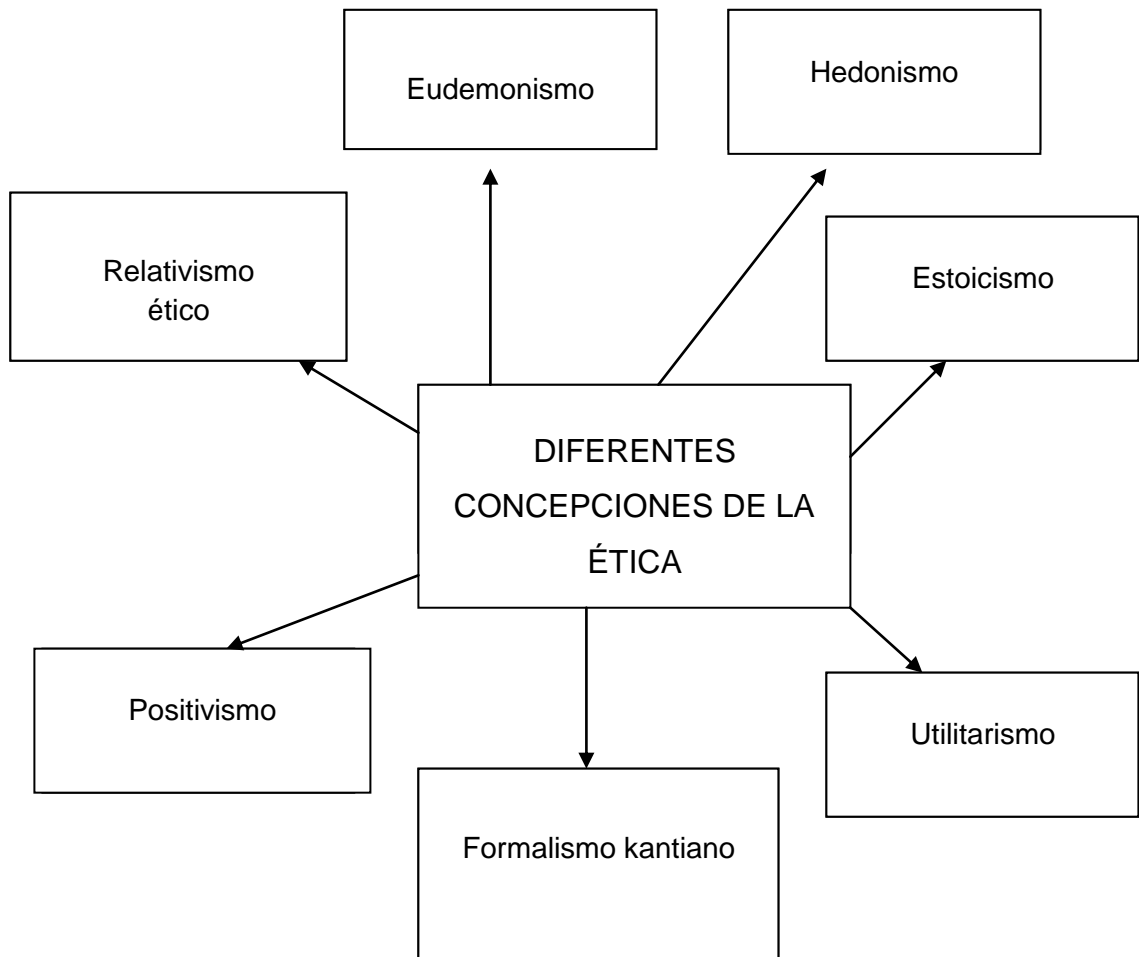 Eudemonismo
Hedonismo
Relativismo
ético
Estoicismo
DIFERENTES
CONCEPCIONES DE LA
ÉTICA
Positivismo
Utilitarismo
Formalismo kantiano